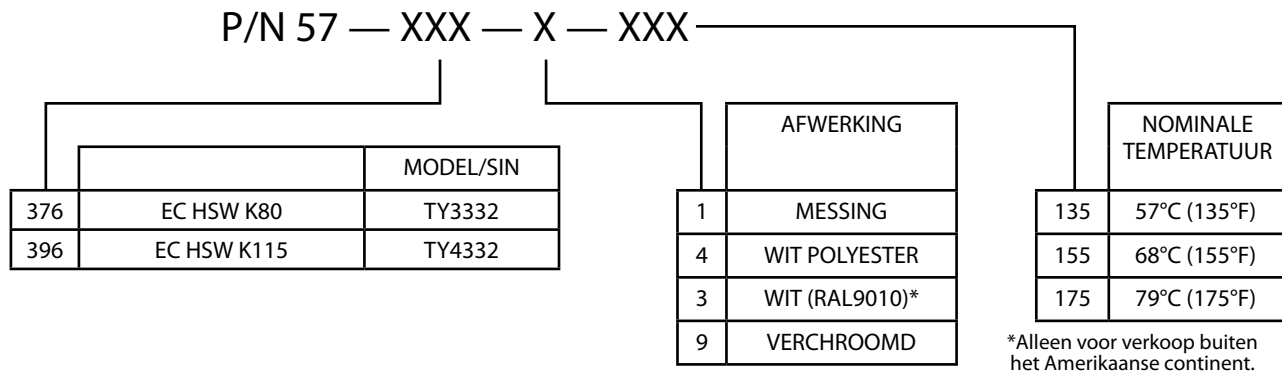 P/N 57 — XXX — X — XXX
MODEL/SIN
376 EC HSW K80 TY3332
396 EC HSW K115 TY4332
AFWERKING
1 MESSING
4 WIT POLYESTER
3 WIT (RAL9010)*
9 VERCHROOMD
NOMINALE
TEMPERATUUR
135 57°C (135°F)
155 68°C (155°F)
175 79°C (175°F)
*Alleen voor verkoop buiten
het Amerikaanse continent.